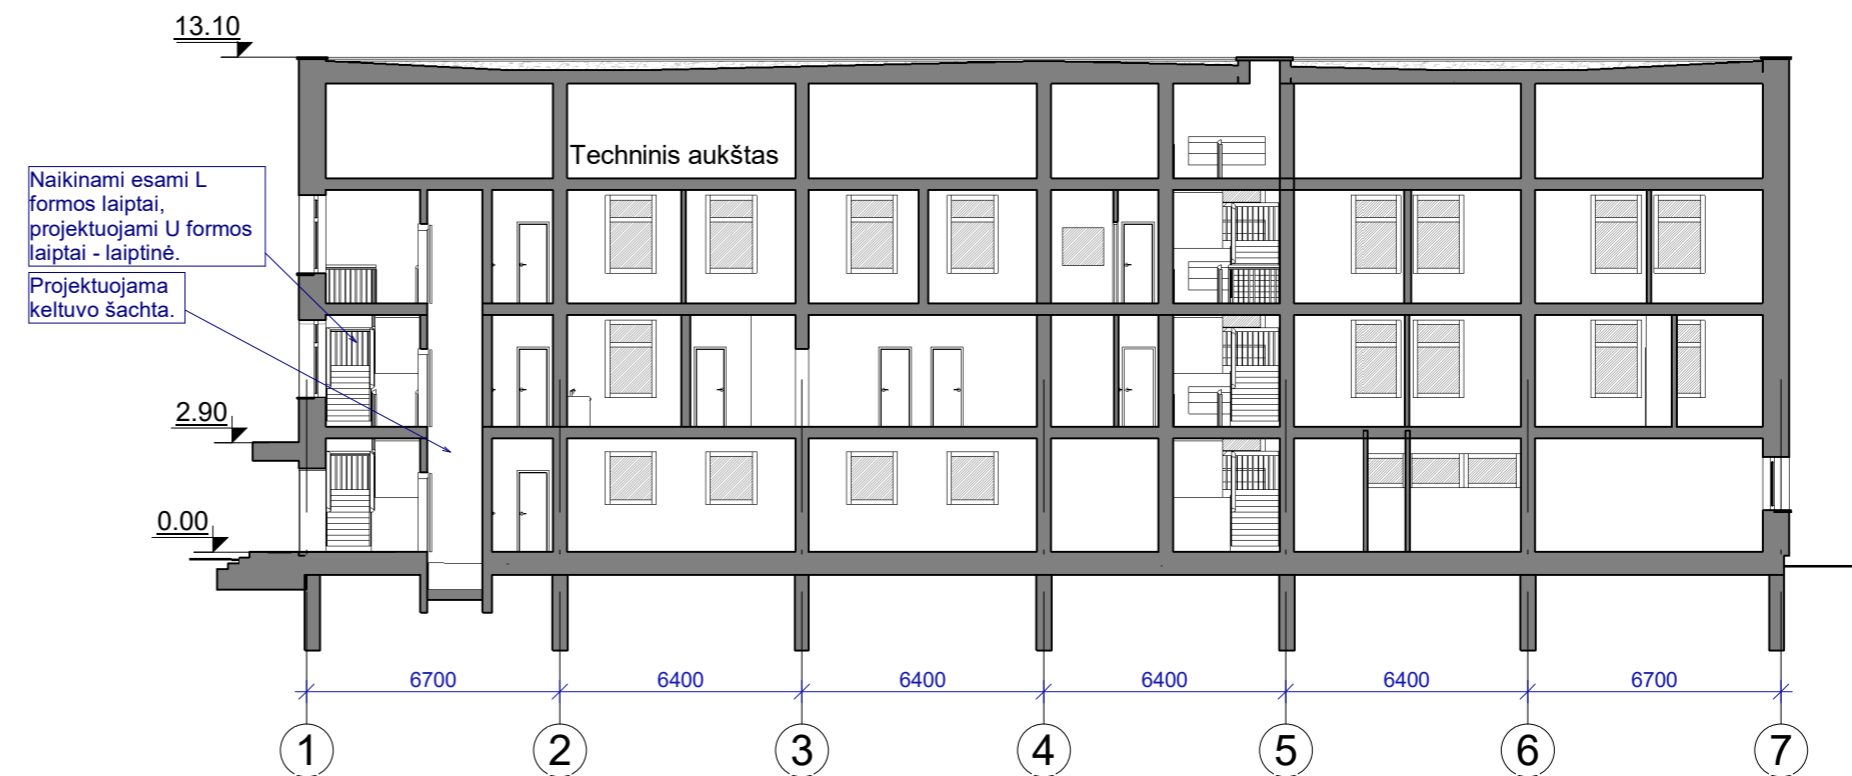 13.10
Techninis aukštas
Naikinami esami L
formos laiptai,
projektuojami U formos
laiptai - laiptinė.
Projektuojama
keltuvo šachta.
2.90
0.00
6700 6400 6400 6400 6400 6700
1 2 3 4 5 6 7